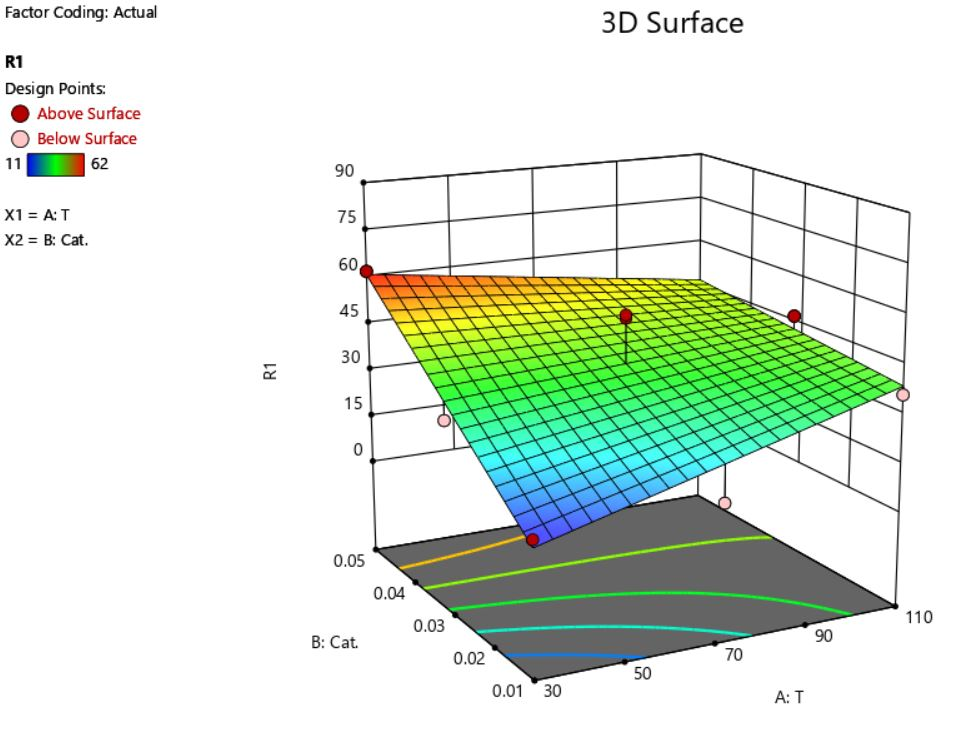 Factor Coding: Actual
3D Surface
R1
Design Points:
Above Surface
Below Surface
11 62
X1 = A: T
X2 = B: Cat.
90
75
60
45
30
15
0
R1
0.05
0.04
0.03
0.02
0.01
B: Cat.
30
50
70
90
110
A: T